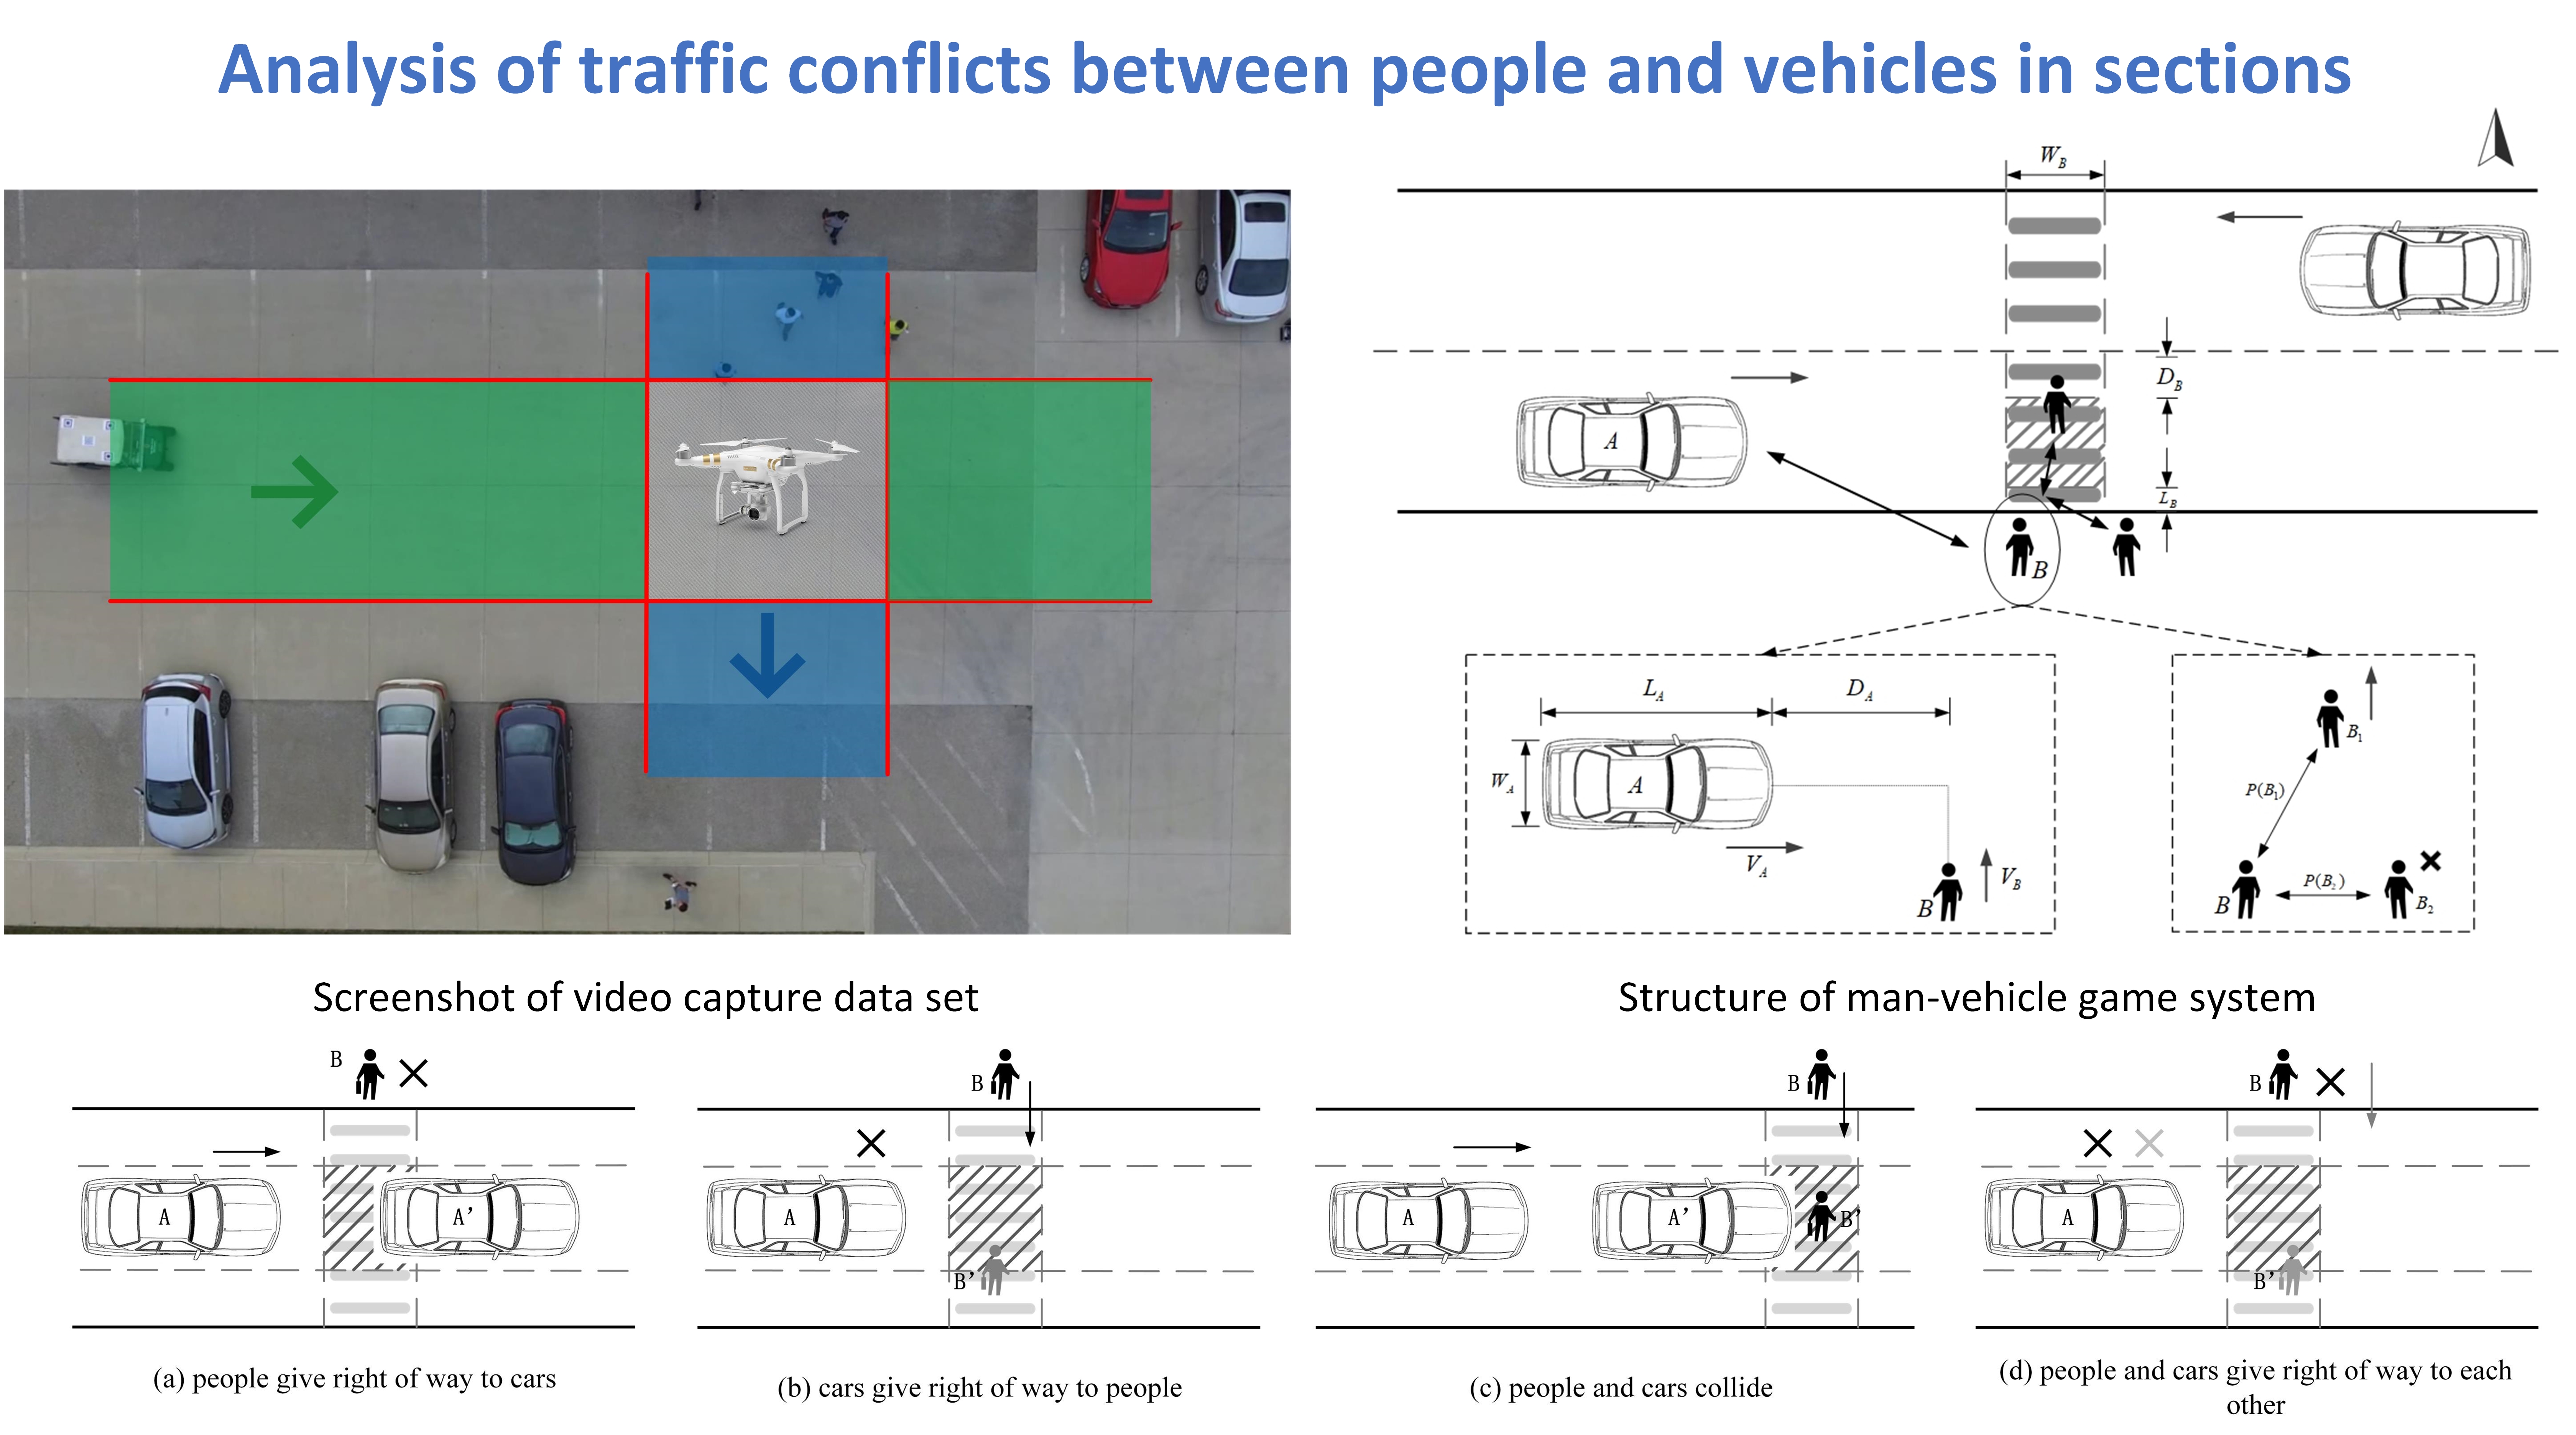 Analysis of traffic conflicts between people and vehicles in sections
W_B
D_B
A
L_B
B
L_A
D_A
W_A
A
V_A
B
V_B
B_1
P(B_1)
P(B_2)
B
B_2
Screenshot of video capture data set
Structure of man-vehicle game system
B
A
A'
(a) people give right of way to cars
B
A
B'
(b) cars give right of way to people
B
A
A'
B'
(c) people and cars collide
B
A
B'
(d) people and cars give right of way to each
other